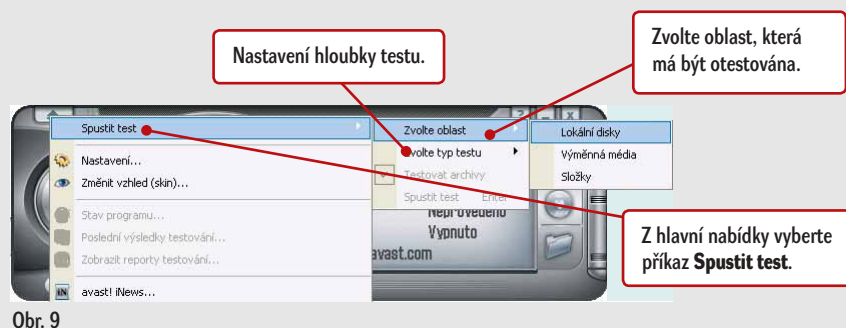 Nastavení hloubky testu.
Zvolte oblast, která
má být otestována.
Spustit test
Nastavení...
Změnit vzhled (skin)...
Stav programu...
Poslední výsledky testování...
Zobrazit reporty testování...
avast! iNews...
Zvolte oblast
Zvolte typ testu
Testovat archivy
Spustit test Enter
Lokální disky
Výměnná média
Složky
Neprovedeno
Vypnuto
avast.com
Z hlavní nabídky vyberte
příkaz Spustit test.
Obr. 9